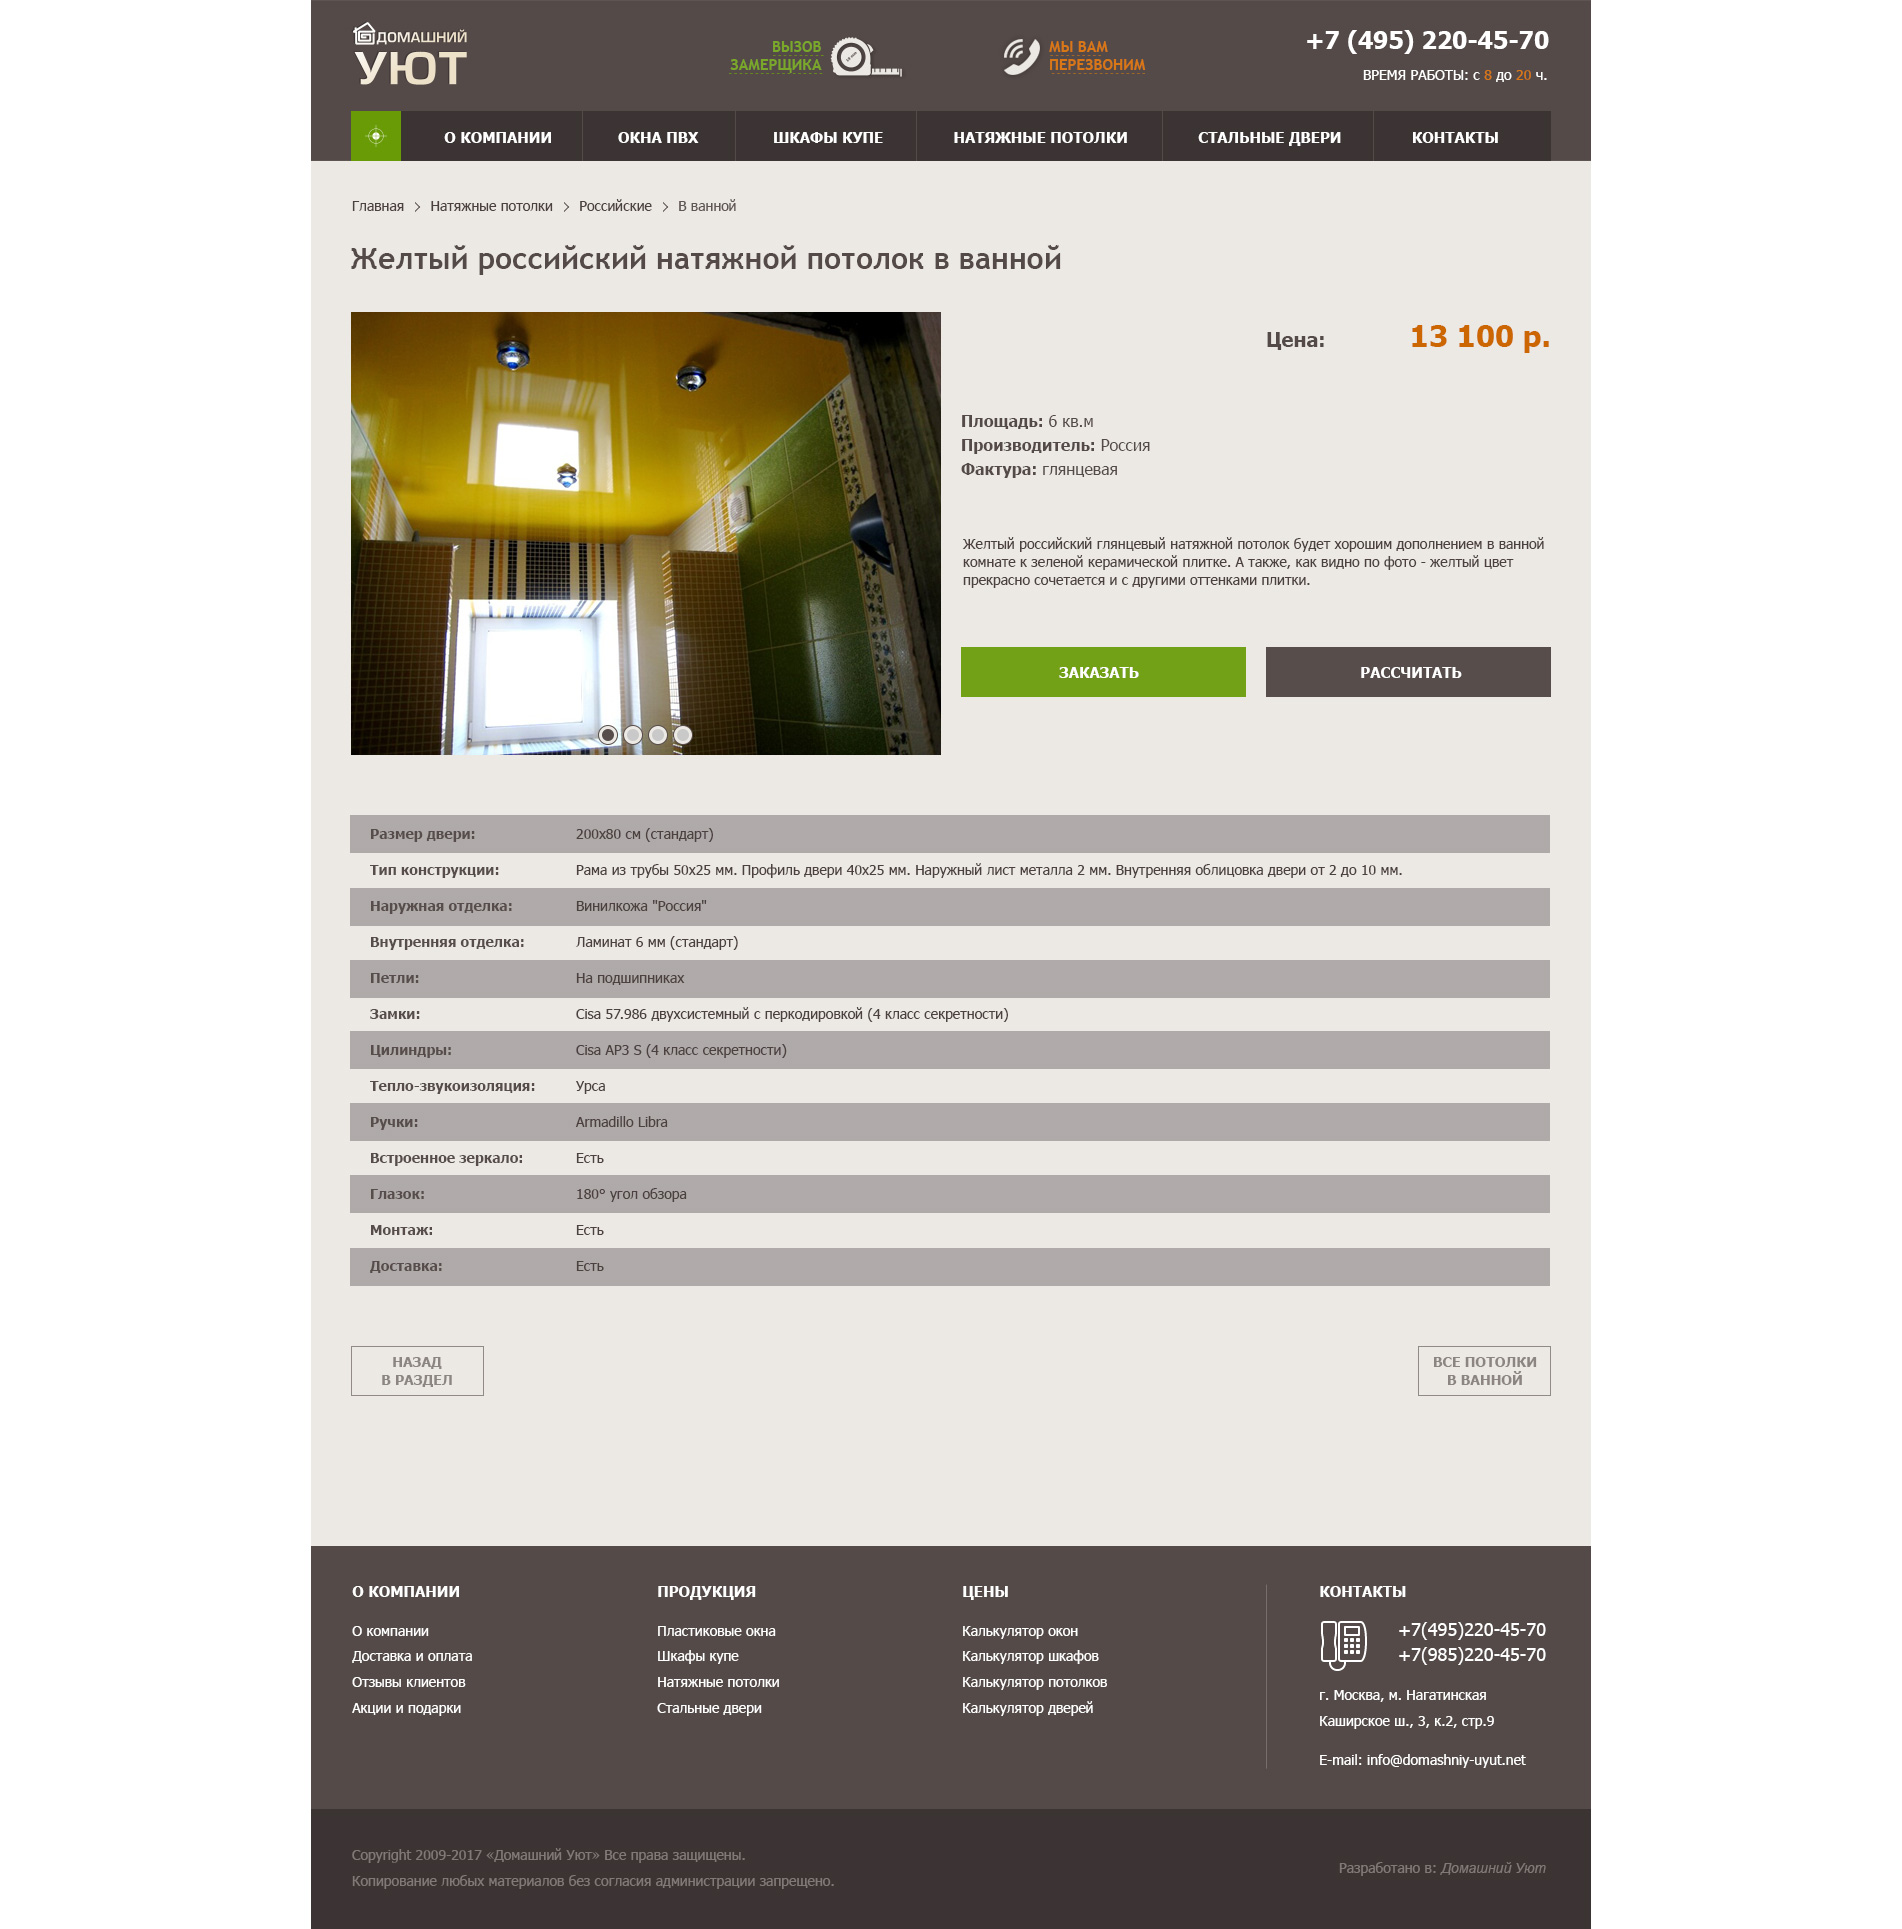 ДОМАШНИЙ
УЮТ
ВЫЗОВ
ЗАМЕРЩИКА
МЫ ВАМ
ПЕРЕЗВОНИМ
+7 (495) 220-45-70
ВРЕМЯ РАБОТЫ: с 8 до 20 ч.
О КОМПАНИИ
ОКНА ПВХ
ШКАФЫ КУПЕ
НАТЯЖНЫЕ ПОТОЛКИ
СТАЛЬНЫЕ ДВЕРИ
КОНТАКТЫ
Главная > Натяжные потолки > Российские > В ванной
Желтый российский натяжной потолок в ванной
Цена: 13 100 р.
Площадь: 6 кв.м
Производитель: Россия
Фактура: глянцевая
Желтый российский глянцевый натяжной потолок будет хорошим дополнением в ванной
комнате к зеленой керамической плитке. А также, как видно по фото - желтый цвет
прекрасно сочетается и с другими оттенками плитки.
ЗАКАЗАТЬ
РАССЧИТАТЬ
Размер двери: 200х80 см (стандарт)
Тип конструкции: Рама из трубы 50х25 мм. Профиль двери 40х25 мм. Наружный лист металла 2 мм. Внутренняя облицовка двери от 2 до 10 мм.
Наружная отделка: Винилкожа "Россия"
Внутренняя отделка: Ламинат 6 мм (стандарт)
Петли: На подшипниках
Замки: Cisa 57.986 двухсистемный с перкодировкой (4 класс секретности)
Цилиндры: Cisa AP3 S (4 класс секретности)
Тепло-звукоизоляция: Урса
Ручки: Armadillo Libra
Встроенное зеркало: Есть
Глазок: 180° угол обзора
Монтаж: Есть
Доставка: Есть
НАЗАД
В РАЗДЕЛ
ВСЕ ПОТОЛКИ
В ВАННОЙ
О КОМПАНИИ
О компании
Доставка и оплата
Отзывы клиентов
Акции и подарки
ПРОДУКЦИЯ
Пластиковые окна
Шкафы купе
Натяжные потолки
Стальные двери
ЦЕНЫ
Калькулятор окон
Калькулятор шкафов
Калькулятор потолков
Калькулятор дверей
КОНТАКТЫ
+7(495)220-45-70
+7(985)220-45-70
г. Москва, м. Нагатинская
Каширское ш., 3, к.2, стр.9
E-mail: info@domashniy-uyut.net
Copyright 2009-2017 «Домашний Уют» Все права защищены.
Копирование любых материалов без согласия администрации запрещено.
Разработано в: Домашний Уют